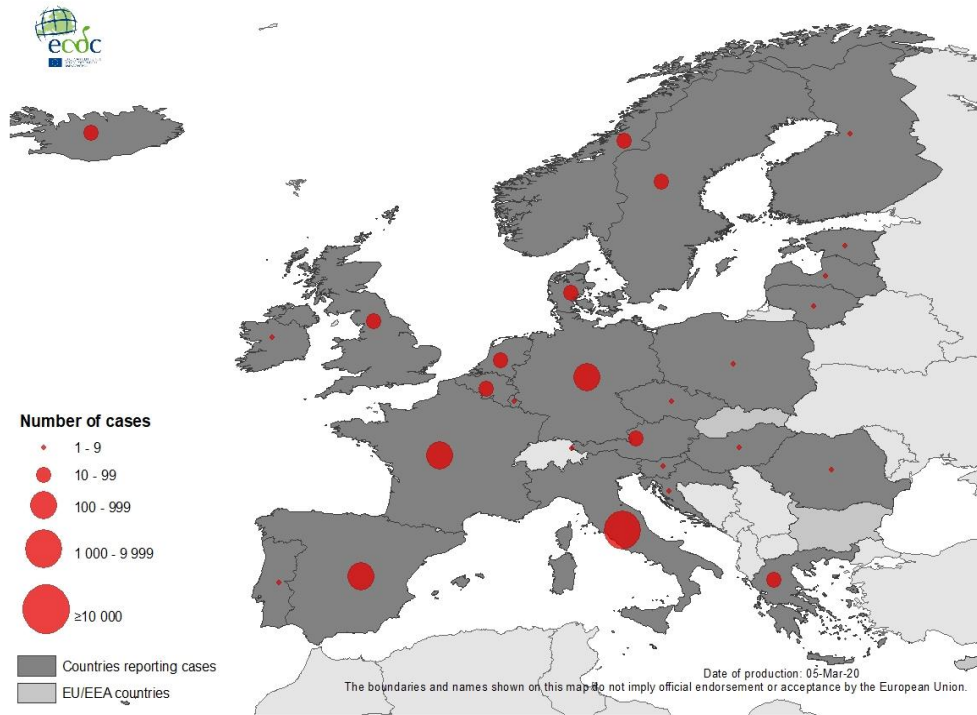 ecdc
Number of cases
1 - 9
10 - 99
100 - 999
1 000 - 9 999
≥10 000
Countries reporting cases
EU/EEA countries
Date of production: 05-Mar-20
The boundaries and names shown on this map do not imply official endorsement or acceptance by the European Union.